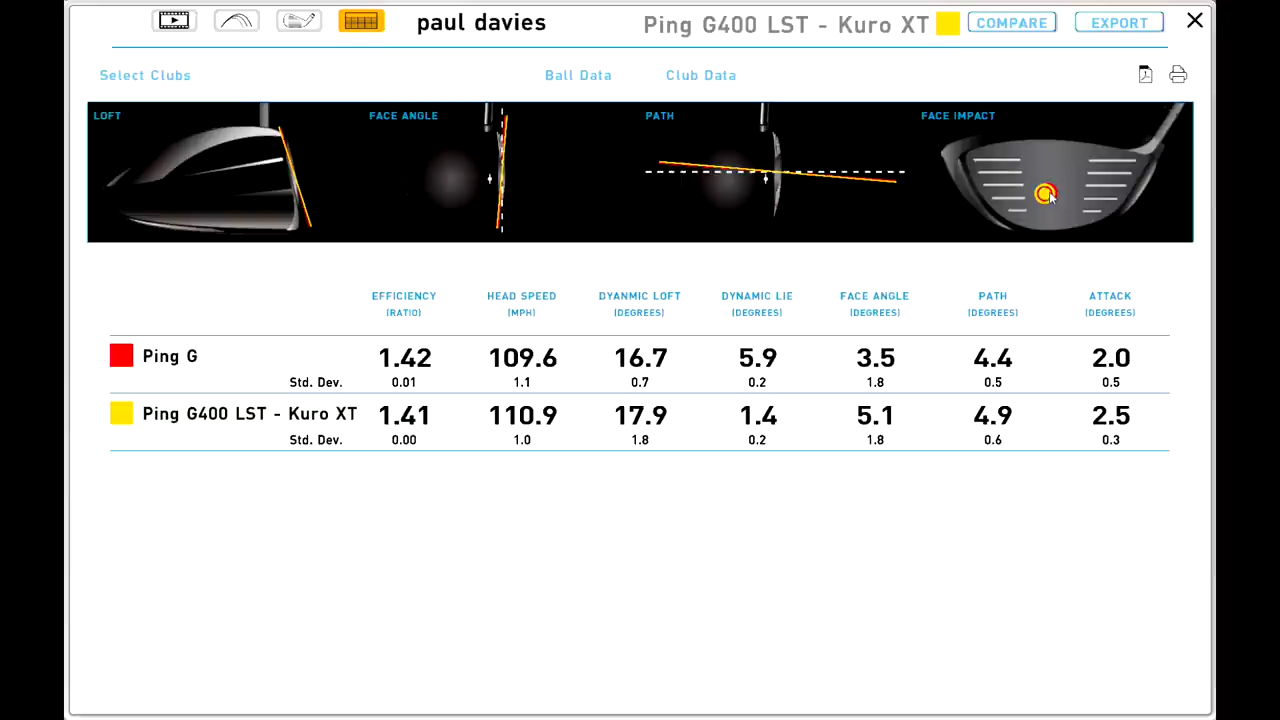 paul davies
Ping G400 LST - Kuro XT
COMPARE
EXPORT
Select Clubs
Ball Data
Club Data
LOFT
FACE ANGLE
PATH
FACE IMPACT
EFFICIENCY HEAD SPEED DYANMIC LOFT DYNAMIC LIE FACE ANGLE PATH ATTACK
(RATIO) (MPH) (DEGREES) (DEGREES) (DEGREES) (DEGREES) (DEGREES)
Ping G 1.42 109.6 16.7 5.9 3.5 4.4 2.0
Std. Dev. 0.01 1.1 0.7 0.2 1.8 0.5 0.5
Ping G400 LST - Kuro XT 1.41 110.9 17.9 1.4 5.1 4.9 2.5
Std. Dev. 0.00 1.0 1.8 0.2 1.8 0.6 0.3